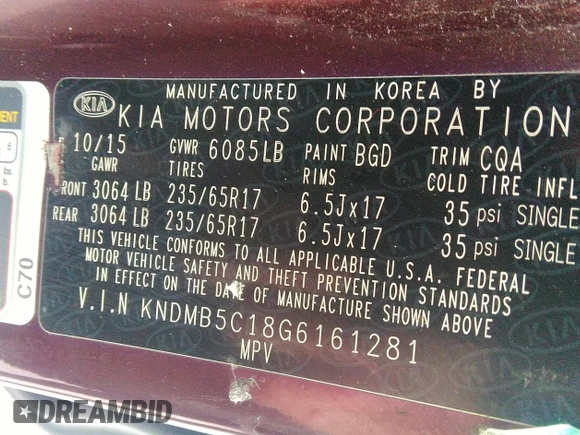 MANUFACTURED IN KOREA BY
KIA KIA MOTORS CORPORATION
10/15 GVWR 6085LB PAINT BGD TRIM CQA
GAWR TIRES RIMS COLD TIRE INFL
FRONT 3064 LB 235/65R17 6.5Jx17 35 psi SINGLE
REAR 3064 LB 235/65R17 6.5Jx17 35 psi SINGLE
THIS VEHICLE CONFORMS TO ALL APPLICABLE U.S.A. FEDERAL
MOTOR VEHICLE SAFETY AND THEFT PREVENTION STANDARDS
IN EFFECT ON THE DATE OF MANUFACTURE SHOWN ABOVE
V.I.N KNDMB5C18G6161281
MPV
C70
DREAMBID